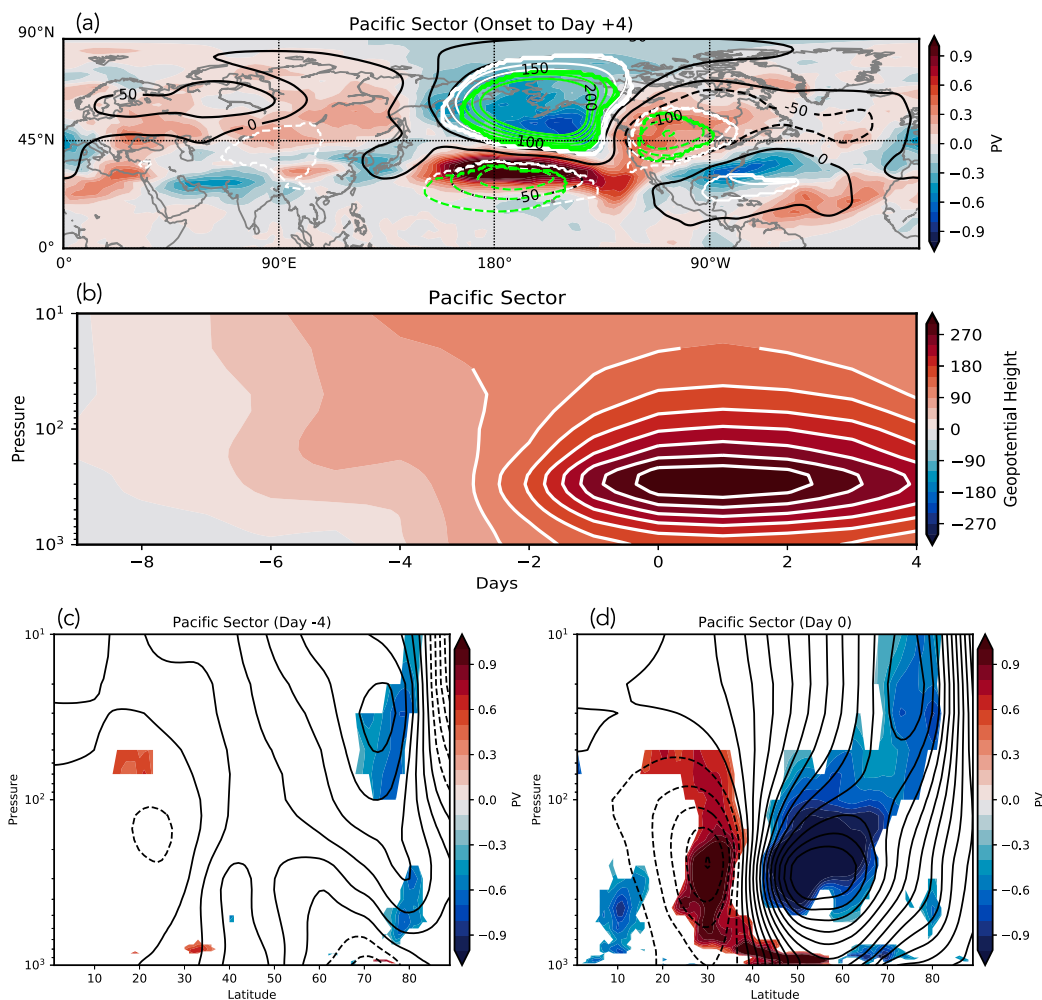 (a) Pacific Sector (Onset to Day +4)
90°N
45°N
0°
0° 90°E 180° 90°W
50
0
150
200
100
-50
-100
-50
0
0.9
0.6
0.3
0.0
−0.3
−0.6
−0.9
PV
(b) Pacific Sector
10¹
10²
10³
Pressure
−8 −6 −4 −2 0 2 4
Days
270
180
90
0
−90
−180
−270
Geopotential Height
(c) Pacific Sector (Day -4)
10¹
10²
10³
Pressure
10 20 30 40 50 60 70 80
Latitude
0.9
0.6
0.3
0.0
−0.3
−0.6
−0.9
PV
(d) Pacific Sector (Day 0)
10¹
10²
10³
Pressure
10 20 30 40 50 60 70 80
Latitude
0.9
0.6
0.3
0.0
−0.3
−0.6
−0.9
PV